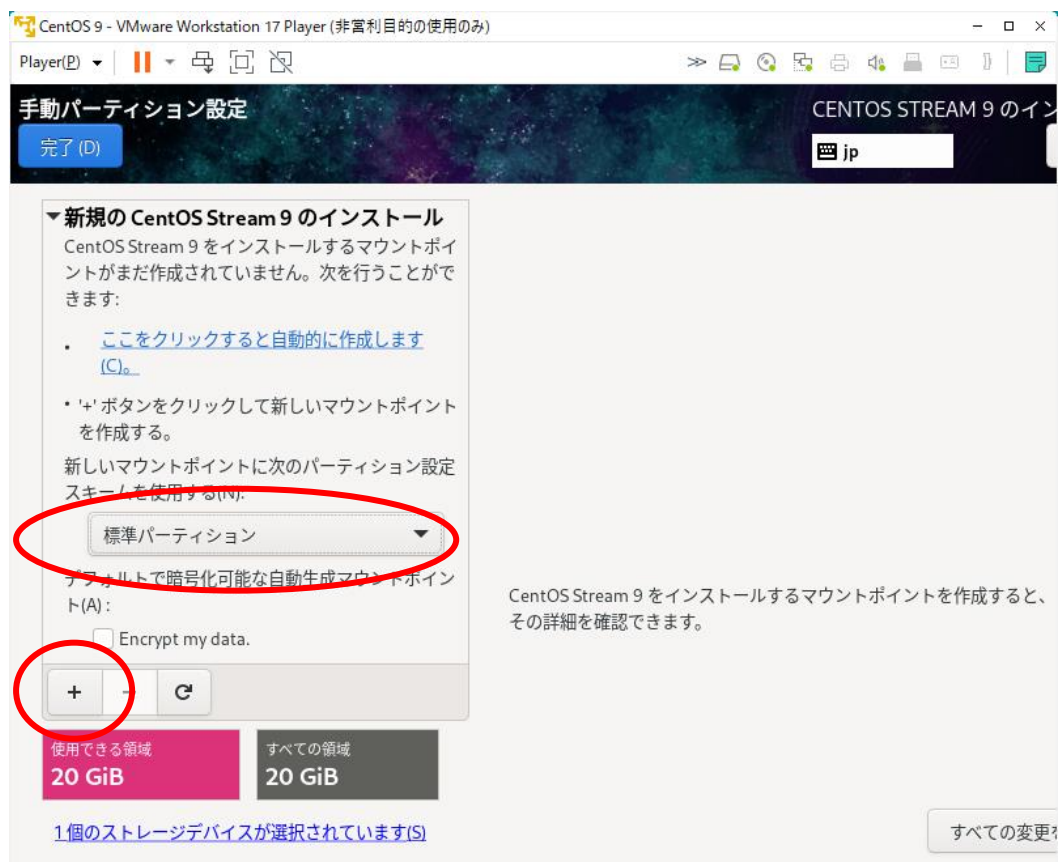 CentOS 9 - VMware Workstation 17 Player (非営利目的の使用のみ)
Player(P)
手動パーティション設定
CENTOS STREAM 9 のイン
完了 (D)
jp
新規の CentOS Stream 9 のインストール
CentOS Stream 9 をインストールするマウントポイ
ントがまだ作成されていません。次を行うことがで
きます:
• ここをクリックすると自動的に作成します
(C)。
• '+' ボタンをクリックして新しいマウントポイント
を作成する。
新しいマウントポイントに次のパーティション設定
スキームを使用する(N):
標準パーティション
デフォルトで暗号化可能な自動生成マウントポイン
ト(A) :
Encrypt my data.
+ -
CentOS Stream 9 をインストールするマウントポイントを作成すると、
その詳細を確認できます。
使用できる領域
20 GiB
すべての領域
20 GiB
1個のストレージデバイスが選択されています(S)
すべての変更